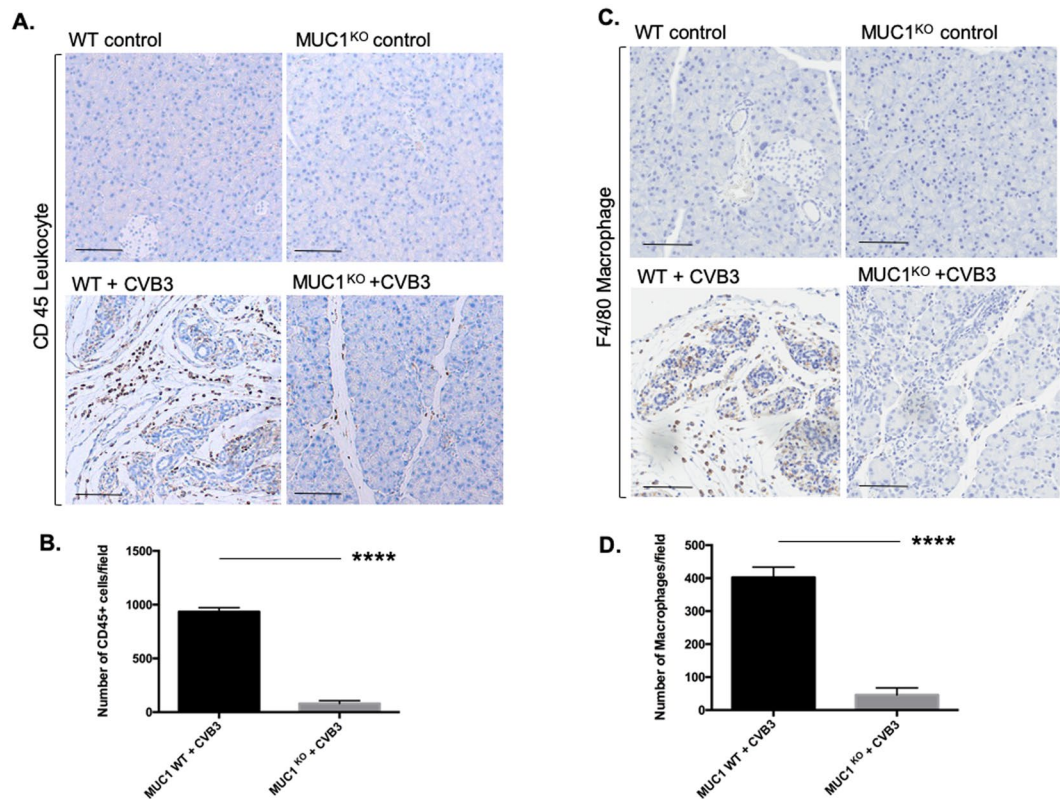 A.
WT control
MUC1KO control
CD 45 Leukocyte
WT + CVB3
MUC1KO +CVB3
B.
Number of CD45+ cells/field
1500
1000
500
0
****
MUC1 WT + CVB3
MUC1 KO + CVB3
C.
WT control
MUC1KO control
F4/80 Macrophage
WT + CVB3
MUC1KO +CVB3
D.
Number of Macrophages/field
500
400
300
200
100
0
****
MUC1 WT + CVB3
MUC1 KO + CVB3